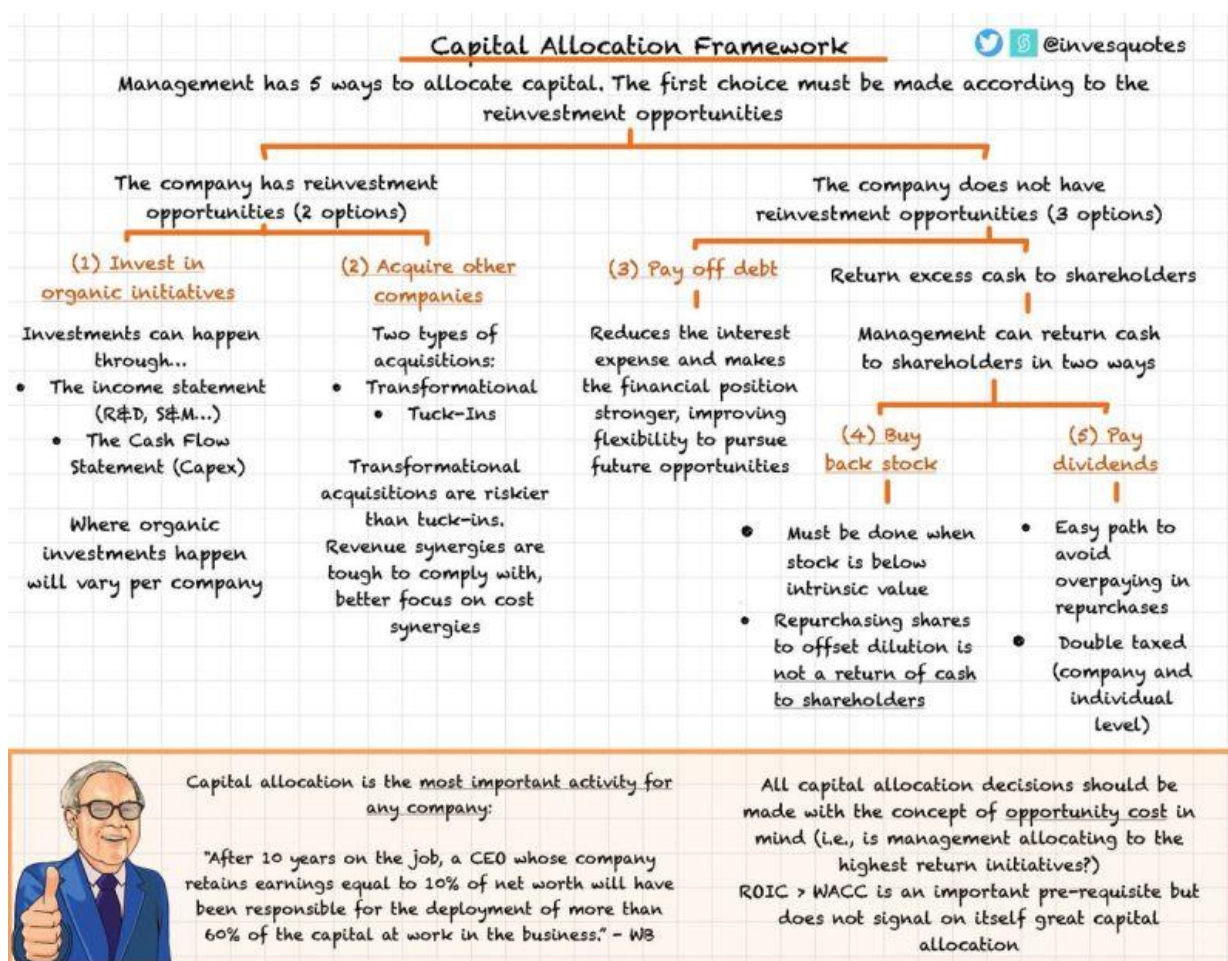 Capital Allocation Framework
@invesquotes
Management has 5 ways to allocate capital. The first choice must be made according to the
reinvestment opportunities
The company has reinvestment
opportunities (2 options)
(1) Invest in
organic initiatives
Investments can happen
through...
• The income statement
(R&D, S&M...)
• The Cash Flow
Statement (Capex)
Where organic
investments happen
will vary per company
(2) Acquire other
companies
Two types of
acquisitions:
• Transformational
• Tuck-Ins
Transformational
acquisitions are riskier
than tuck-ins.
Revenue synergies are
tough to comply with,
better focus on cost
synergies
The company does not have
reinvestment opportunities (3 options)
(3) Pay off debt
Reduces the interest
expense and makes
the financial position
stronger, improving
flexibility to pursue
future opportunities
Return excess cash to shareholders
Management can return cash
to shareholders in two ways
(4) Buy
back stock
• Must be done when
stock is below
intrinsic value
• Repurchasing shares
to offset dilution is
not a return of cash
to shareholders
(5) Pay
dividends
• Easy path to
avoid
overpaying in
repurchases
• Double taxed
(company and
individual
level)
Capital allocation is the most important activity for
any company:
"After 10 years on the job, a CEO whose company
retains earnings equal to 10% of net worth will have
been responsible for the deployment of more than
60% of the capital at work in the business." - WB
All capital allocation decisions should be
made with the concept of opportunity cost in
mind (i.e., is management allocating to the
highest return initiatives?)
ROIC > WACC is an important pre-requisite but
does not signal on itself great capital
allocation